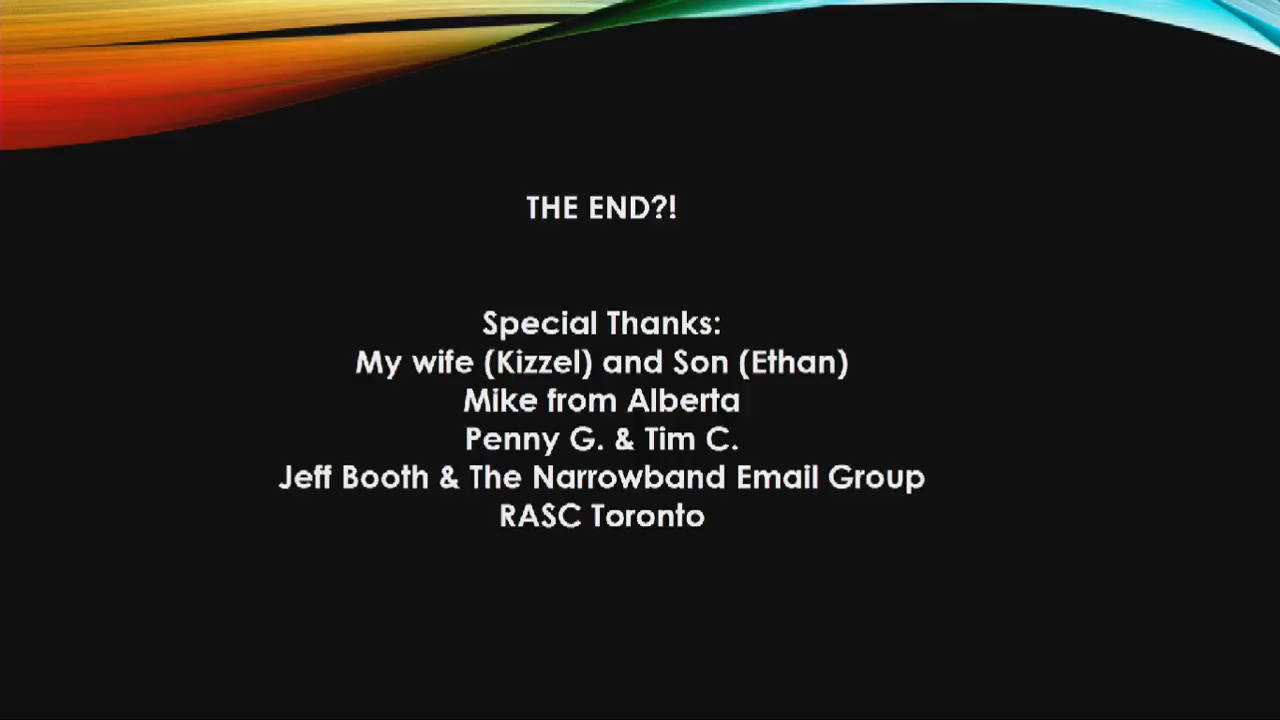 THE END?!
Special Thanks:
My wife (Kizzel) and Son (Ethan)
Mike from Alberta
Penny G. & Tim C.
Jeff Booth & The Narrowband Email Group
RASC Toronto